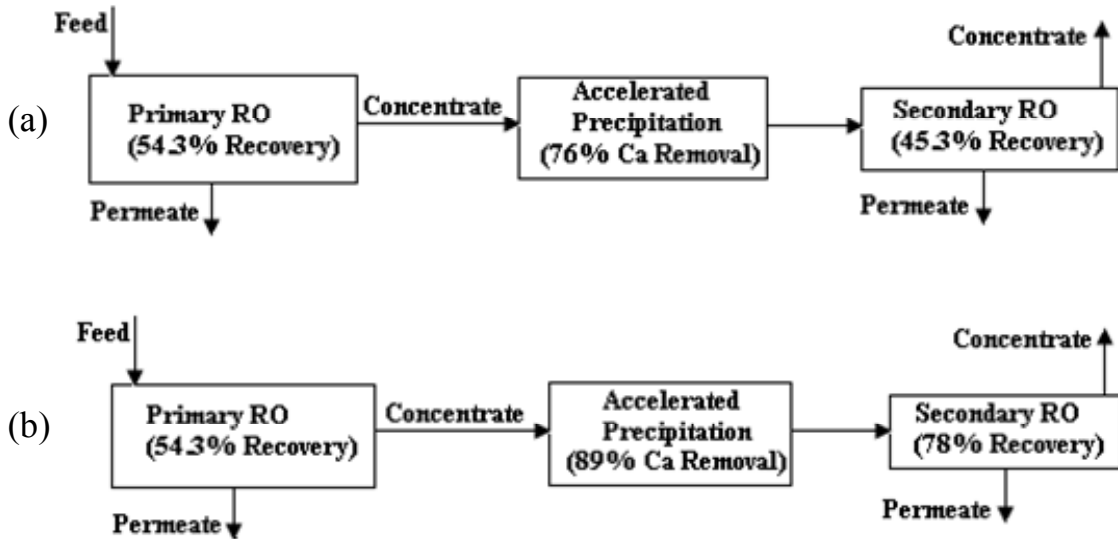 Feed
Concentrate
(a)
Primary RO
(54.3% Recovery)
Concentrate
Accelerated
Precipitation
(76% Ca Removal)
Secondary RO
(45.3% Recovery)
Permeate
Permeate
Feed
Concentrate
(b)
Primary RO
(54.3% Recovery)
Concentrate
Accelerated
Precipitation
(89% Ca Removal)
Secondary RO
(78% Recovery)
Permeate
Permeate